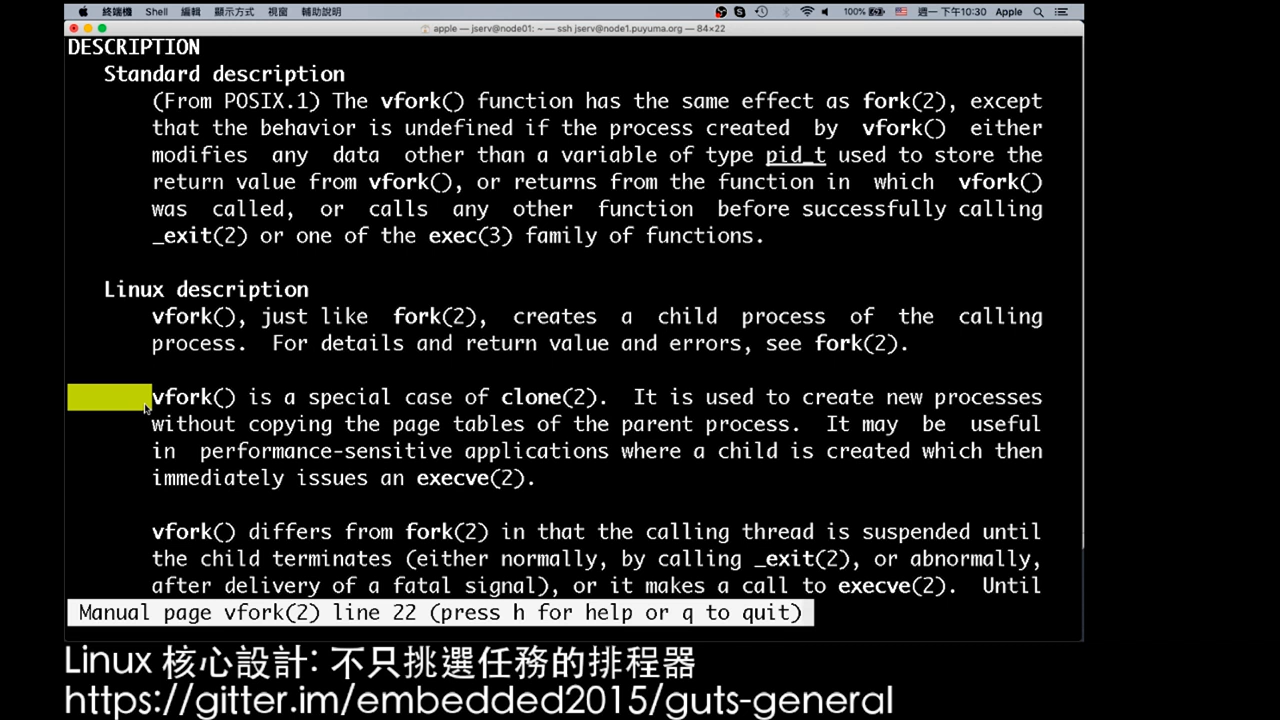 終端機 Shell 編輯 顯示方式 視窗 輔助說明 100% 週一 下午10:30 Apple
apple — jserv@node01: ~ — ssh jserv@node1.puyuma.org — 84×22
DESCRIPTION
Standard description
(From POSIX.1) The vfork() function has the same effect as fork(2), except
that the behavior is undefined if the process created by vfork() either
modifies any data other than a variable of type pid_t used to store the
return value from vfork(), or returns from the function in which vfork()
was called, or calls any other function before successfully calling
_exit(2) or one of the exec(3) family of functions.
Linux description
vfork(), just like fork(2), creates a child process of the calling
process. For details and return value and errors, see fork(2).
vfork() is a special case of clone(2). It is used to create new processes
without copying the page tables of the parent process. It may be useful
in performance-sensitive applications where a child is created which then
immediately issues an execve(2).
vfork() differs from fork(2) in that the calling thread is suspended until
the child terminates (either normally, by calling _exit(2), or abnormally,
after delivery of a fatal signal), or it makes a call to execve(2). Until
Manual page vfork(2) line 22 (press h for help or q to quit)
Linux 核心設計: 不只挑選任務的排程器
https://gitter.im/embedded2015/guts-general